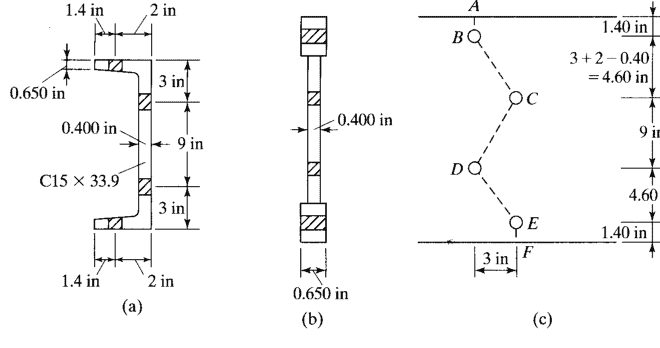 1.4 in
2 in
0.650 in
3 in
0.400 in
9 in
C15 × 33.9
3 in
1.4 in
2 in
(a)
0.400 in
0.650 in
(b)
A
1.40 in
B
3 + 2 – 0.40
= 4.60 in
C
9 in
D
4.60
E
1.40 in
F
3 in
(c)